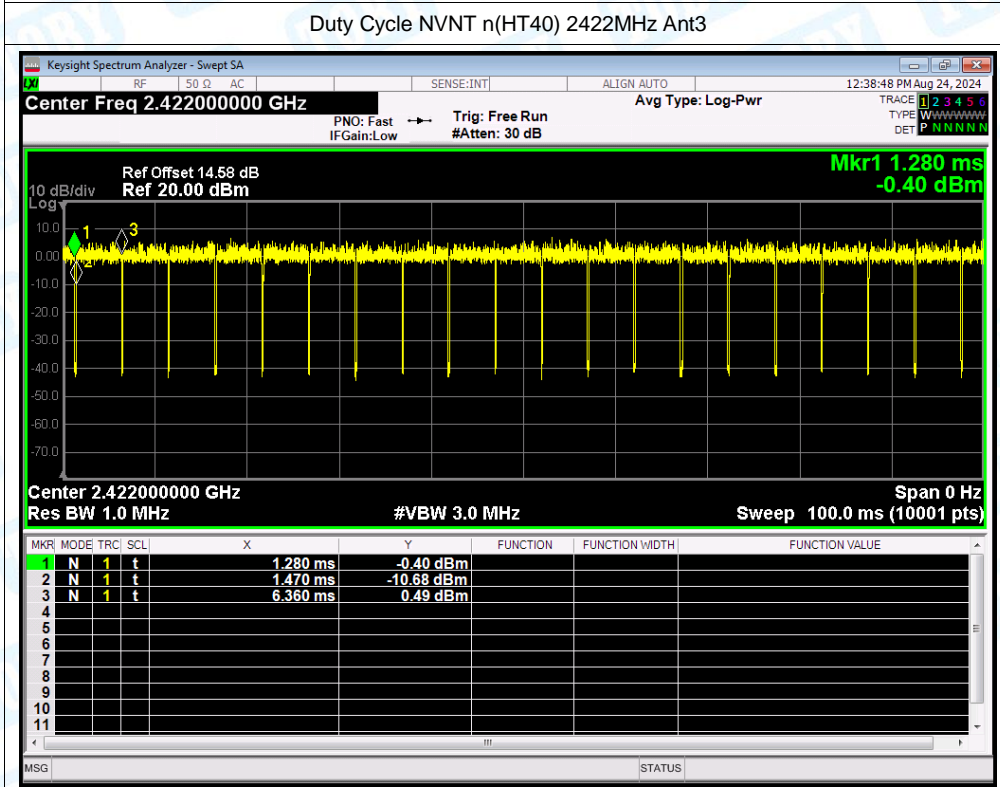 Duty Cycle NVNT n(HT40) 2422MHz Ant3
Keysight Spectrum Analyzer - Swept SA
LXI RF 50 Ω AC SENSE:INT ALIGN AUTO 12:38:48 PM Aug 24, 2024
Center Freq 2.422000000 GHz Avg Type: Log-Pwr TRACE 1 2 3 4 5 6
PNO: Fast Trig: Free Run TYPE WWWWWW
IFGain:Low #Atten: 30 dB DET P N N N N N
Mkr1 1.280 ms
-0.40 dBm
Ref Offset 14.58 dB
10 dB/div Ref 20.00 dBm
Log
10.0
0.00
-10.0
-20.0
-30.0
-40.0
-50.0
-60.0
-70.0
1
2
3
Center 2.422000000 GHz Span 0 Hz
Res BW 1.0 MHz #VBW 3.0 MHz Sweep 100.0 ms (10001 pts)
MKR MODE TRC SCL X Y FUNCTION FUNCTION WIDTH FUNCTION VALUE
1 N 1 t 1.280 ms -0.40 dBm
2 N 1 t 1.470 ms -10.68 dBm
3 N 1 t 6.360 ms 0.49 dBm
4
5
6
7
8
9
10
11
MSG STATUS